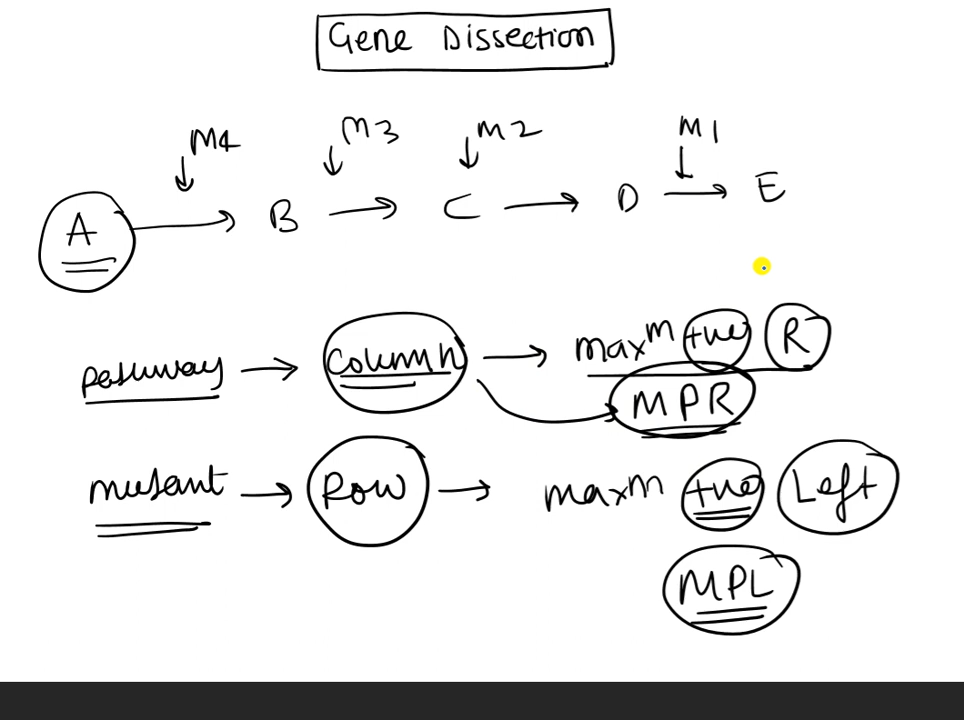 Gene Dissection
M4 M3 M2 M1
A → B → C → D → E
pathway → Column → maxᵐ +ve R
MPR
mutant → Row → maxm +ve Left
MPL